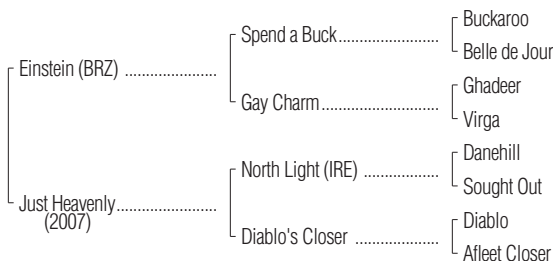 Buckaroo
Spend a Buck........................
Belle de Jour
Einstein (BRZ) ......................
Ghadeer
Gay Charm............................
Virga
Danehill
North Light (IRE) ..................
Sought Out
Just Heavenly........................
(2007)
Diablo
Diablo's Closer ....................
Afleet Closer